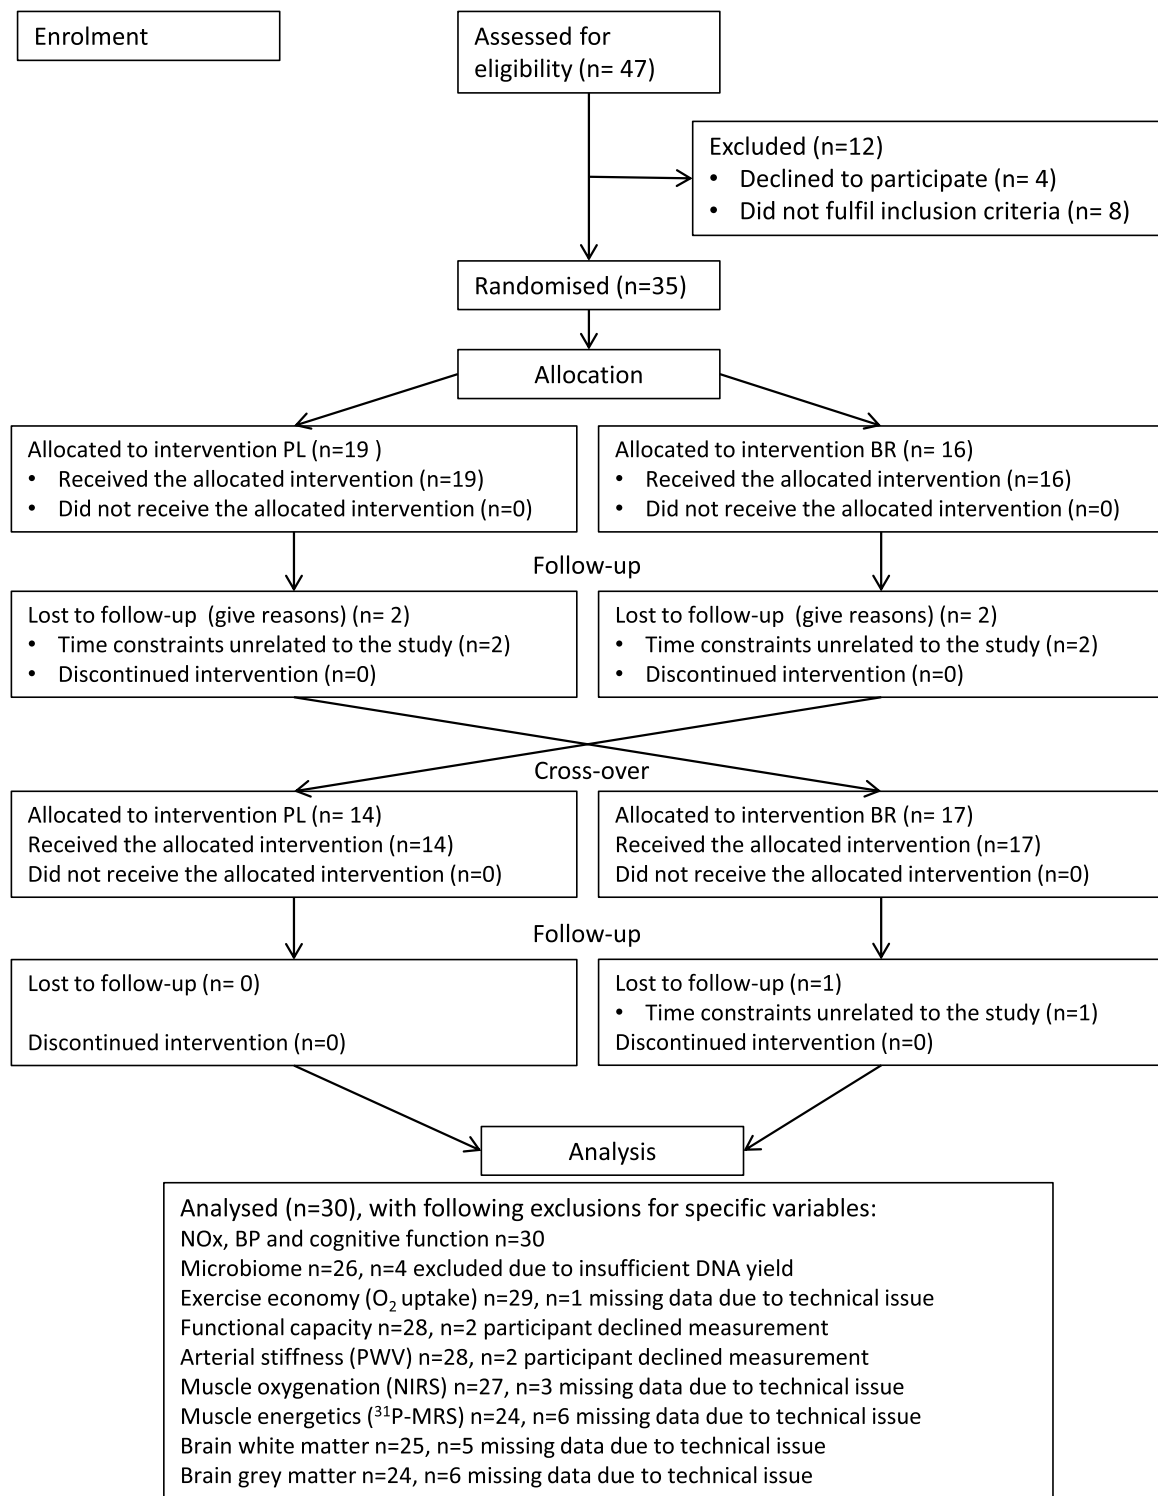 Enrolment
Assessed for
eligibility (n= 47)
Excluded (n=12)
• Declined to participate (n= 4)
• Did not fulfil inclusion criteria (n= 8)
Randomised (n=35)
Allocation
Allocated to intervention PL (n=19 )
• Received the allocated intervention (n=19)
• Did not receive the allocated intervention (n=0)
Allocated to intervention BR (n= 16)
• Received the allocated intervention (n=16)
• Did not receive the allocated intervention (n=0)
Follow-up
Lost to follow-up (give reasons) (n= 2)
• Time constraints unrelated to the study (n=2)
• Discontinued intervention (n=0)
Lost to follow-up (give reasons) (n= 2)
• Time constraints unrelated to the study (n=2)
• Discontinued intervention (n=0)
Cross-over
Allocated to intervention PL (n= 14)
Received the allocated intervention (n=14)
Did not receive the allocated intervention (n=0)
Allocated to intervention BR (n= 17)
Received the allocated intervention (n=17)
Did not receive the allocated intervention (n=0)
Follow-up
Lost to follow-up (n= 0)
Discontinued intervention (n=0)
Lost to follow-up (n=1)
• Time constraints unrelated to the study (n=1)
Discontinued intervention (n=0)
Analysis
Analysed (n=30), with following exclusions for specific variables:
NOx, BP and cognitive function n=30
Microbiome n=26, n=4 excluded due to insufficient DNA yield
Exercise economy (O₂ uptake) n=29, n=1 missing data due to technical issue
Functional capacity n=28, n=2 participant declined measurement
Arterial stiffness (PWV) n=28, n=2 participant declined measurement
Muscle oxygenation (NIRS) n=27, n=3 missing data due to technical issue
Muscle energetics (³¹P-MRS) n=24, n=6 missing data due to technical issue
Brain white matter n=25, n=5 missing data due to technical issue
Brain grey matter n=24, n=6 missing data due to technical issue